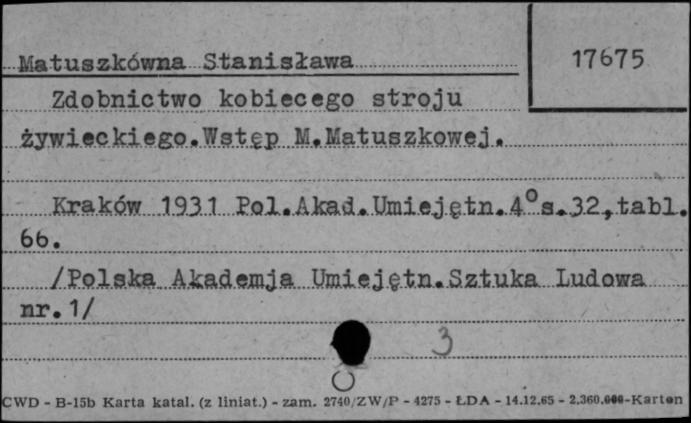 Matuszkówna Stanisława
17675
Zdobnictwo kobiecego stroju
żywieckiego.Wstęp M.Matuszkowej.
Kraków 1931 Pol.Akad.Umiejętn.4° s.32,tabl.
66.
/Polska Akademja Umiejętn.Sztuka Ludowa
nr.1/
3
CWD - B-15b Karta katal. (z liniat.) - zam. 2740/ZW/P - 4275 - ŁDA - 14.12.65 - 2.360.000-Karton